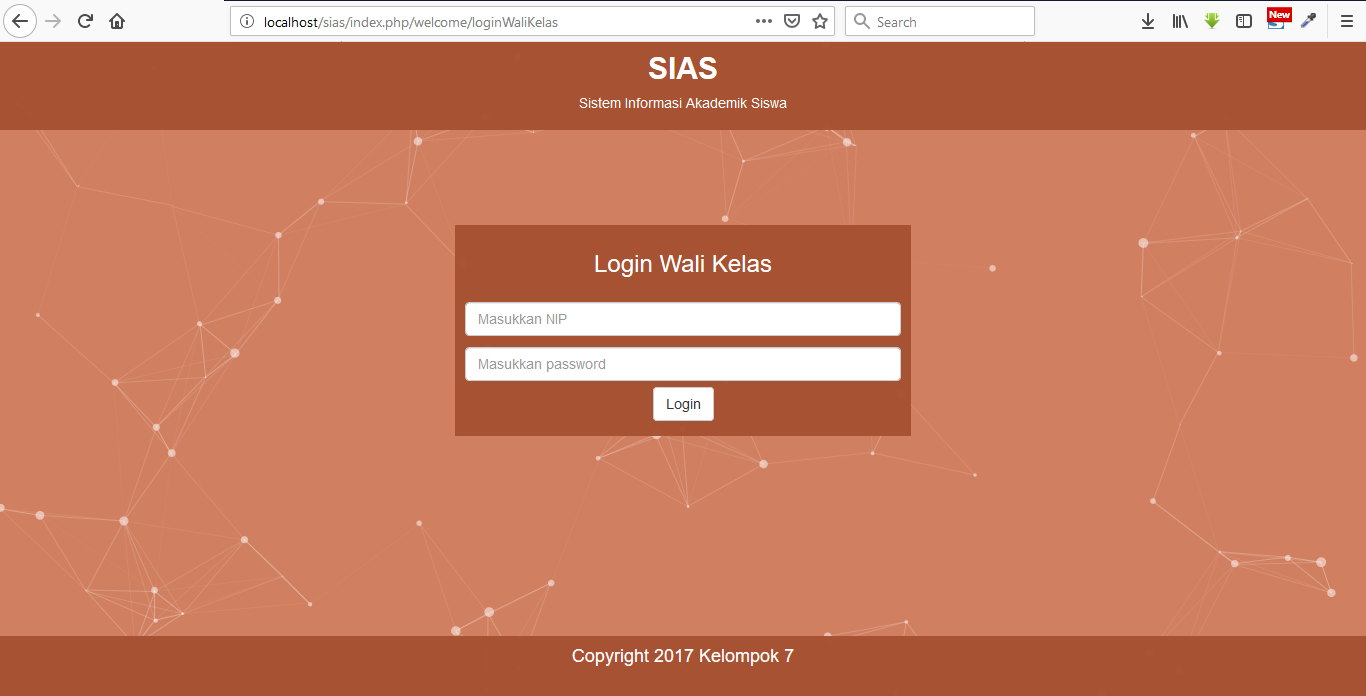 localhost/sias/index.php/welcome/loginWaliKelas
Search
New
SIAS
Sistem Informasi Akademik Siswa
Login Wali Kelas
Masukkan NIP
Masukkan password
Login
Copyright 2017 Kelompok 7